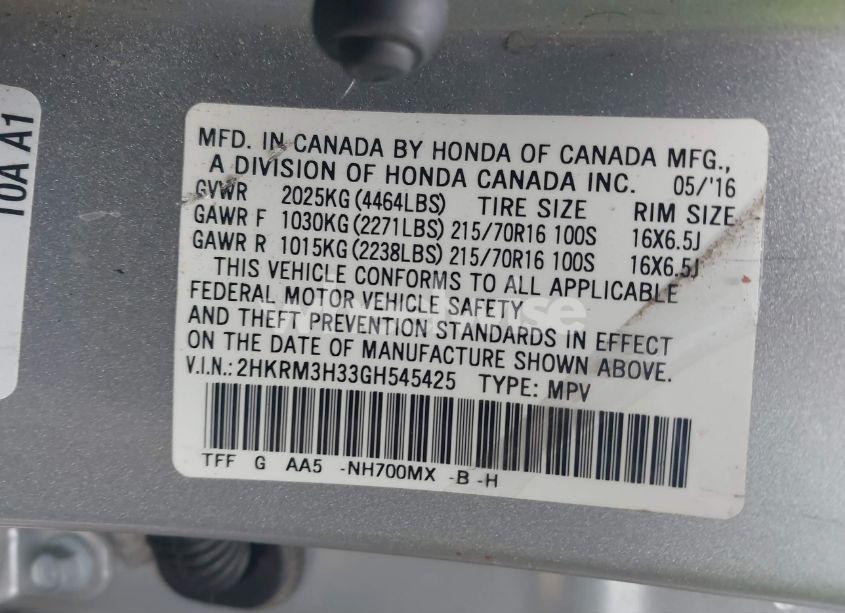 10A A1
MFD. IN CANADA BY HONDA OF CANADA MFG.,
A DIVISION OF HONDA CANADA INC. 05/'16
GVWR 2025KG(4464LBS) TIRE SIZE RIM SIZE
GAWR F 1030KG(2271LBS) 215/70R16 100S 16X6.5J
GAWR R 1015KG(2238LBS) 215/70R16 100S 16X6.5J
THIS VEHICLE CONFORMS TO ALL APPLICABLE
FEDERAL MOTOR VEHICLE SAFETY
AND THEFT PREVENTION STANDARDS IN EFFECT
ON THE DATE OF MANUFACTURE SHOWN ABOVE.
V.I.N.: 2HKRM3H33GH545425 TYPE: MPV
TFF G AA5 -NH700MX -B -H